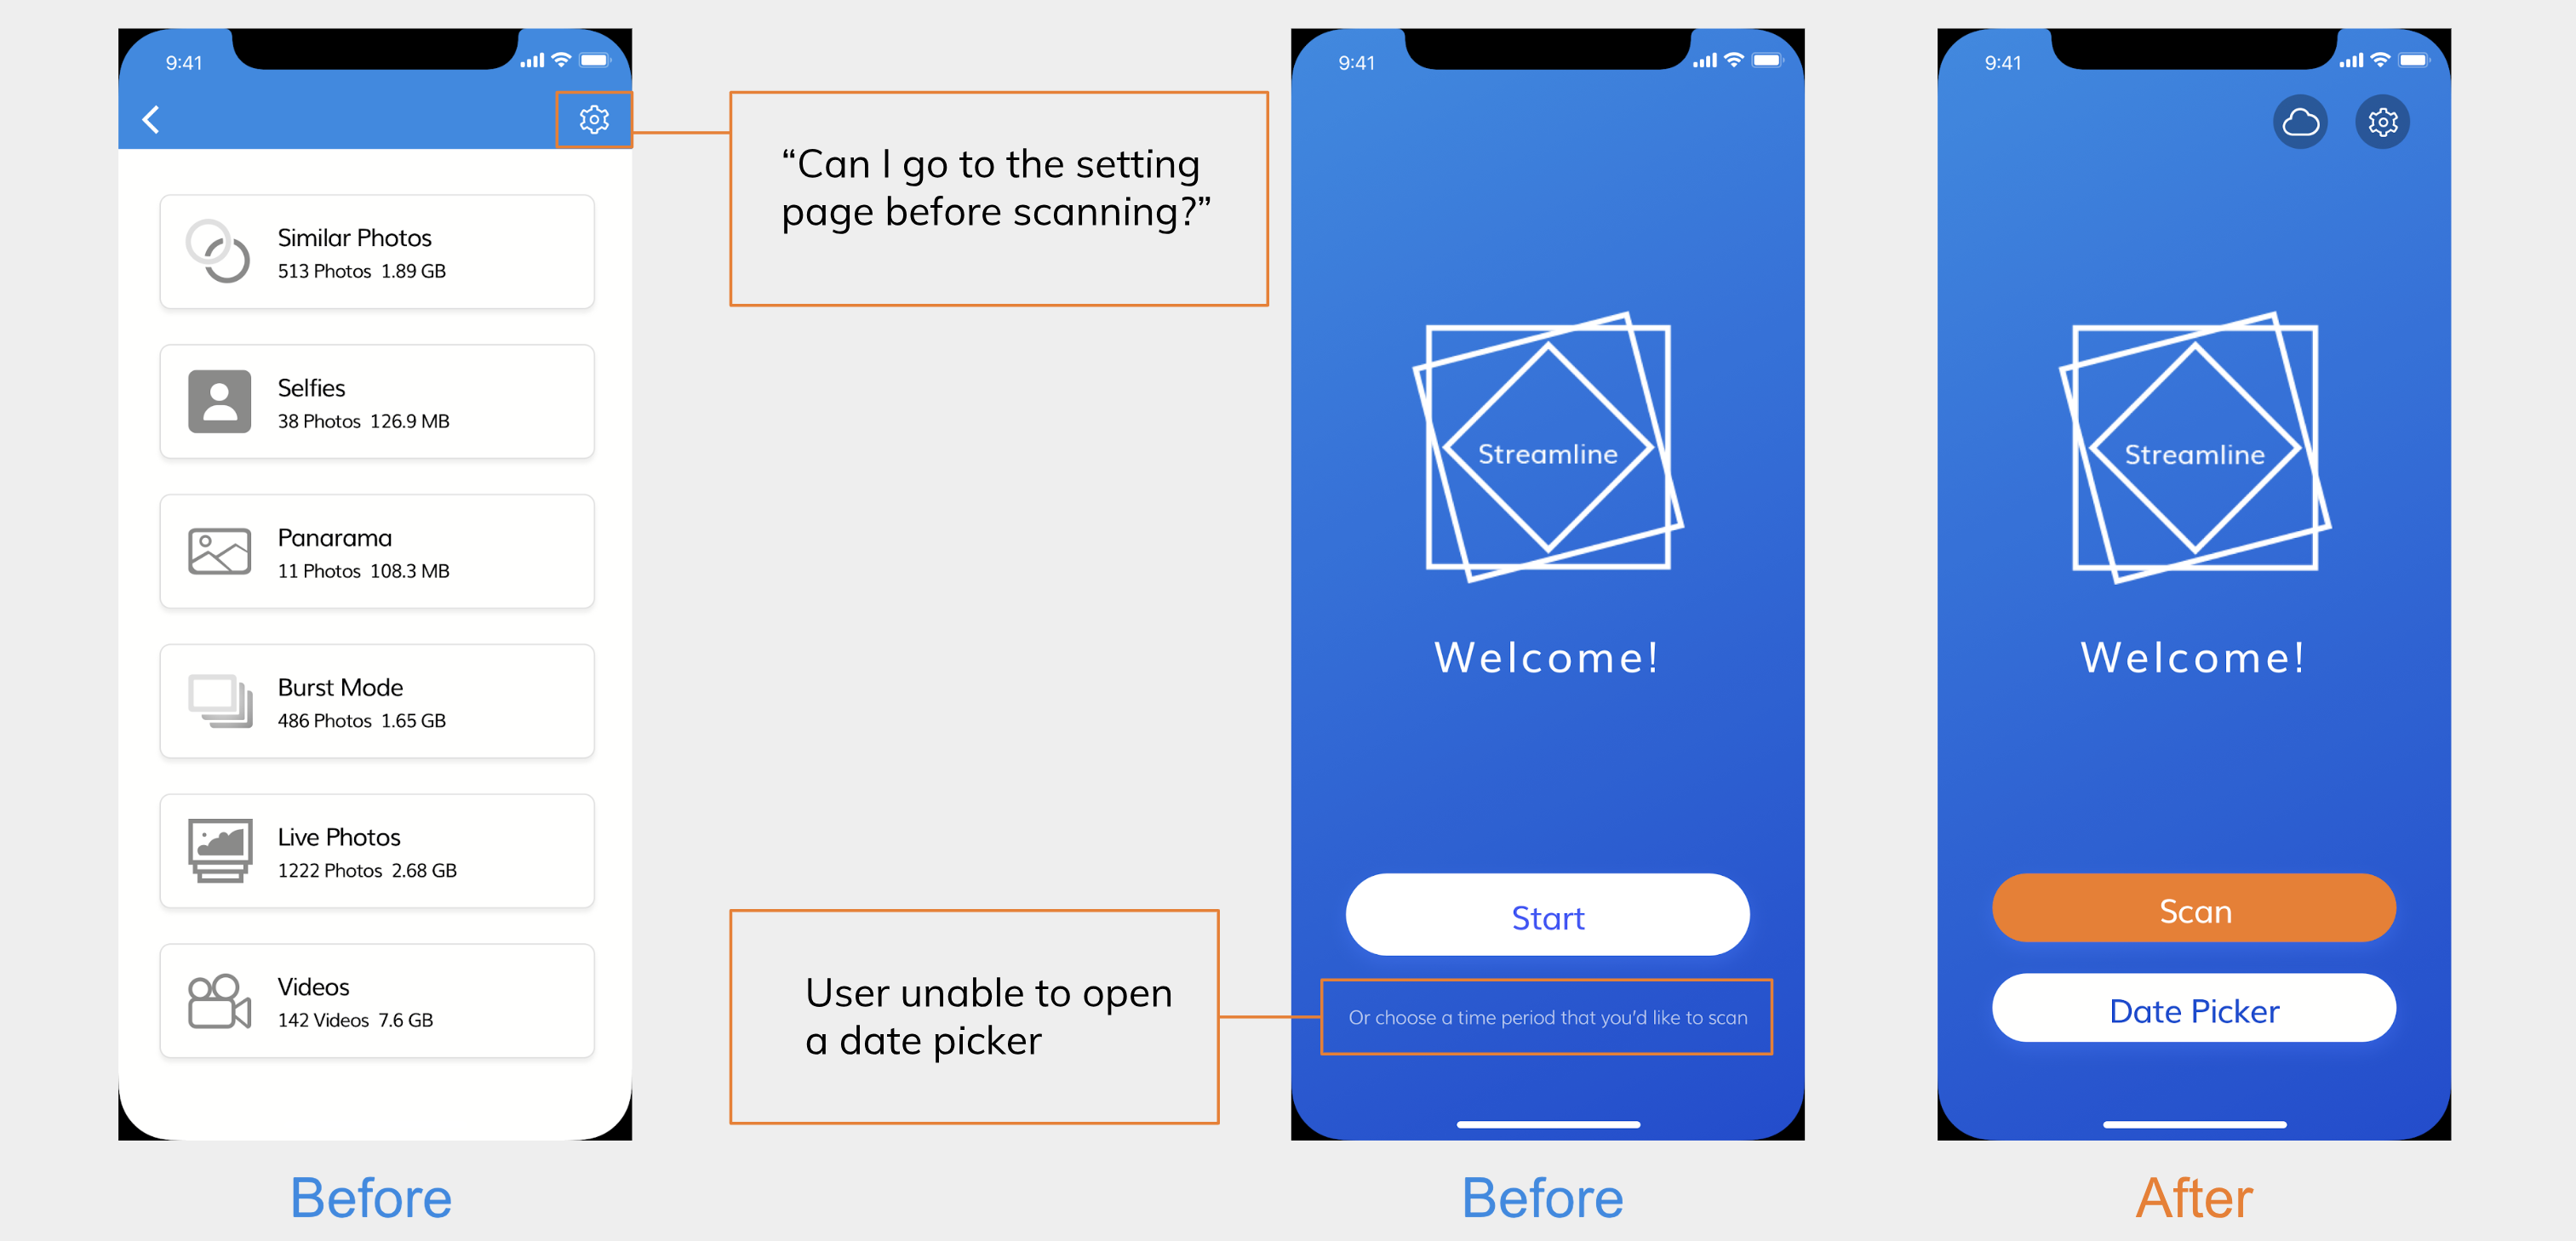 9:41
Similar Photos
513 Photos 1.89 GB
Selfies
38 Photos 126.9 MB
Panarama
11 Photos 108.3 MB
Burst Mode
486 Photos 1.65 GB
Live Photos
1222 Photos 2.68 GB
Videos
142 Videos 7.6 GB
Before
“Can I go to the setting
page before scanning?”
User unable to open
a date picker
9:41
Streamline
Welcome!
Start
Or choose a time period that you'd like to scan
Before
9:41
Streamline
Welcome!
Scan
Date Picker
After